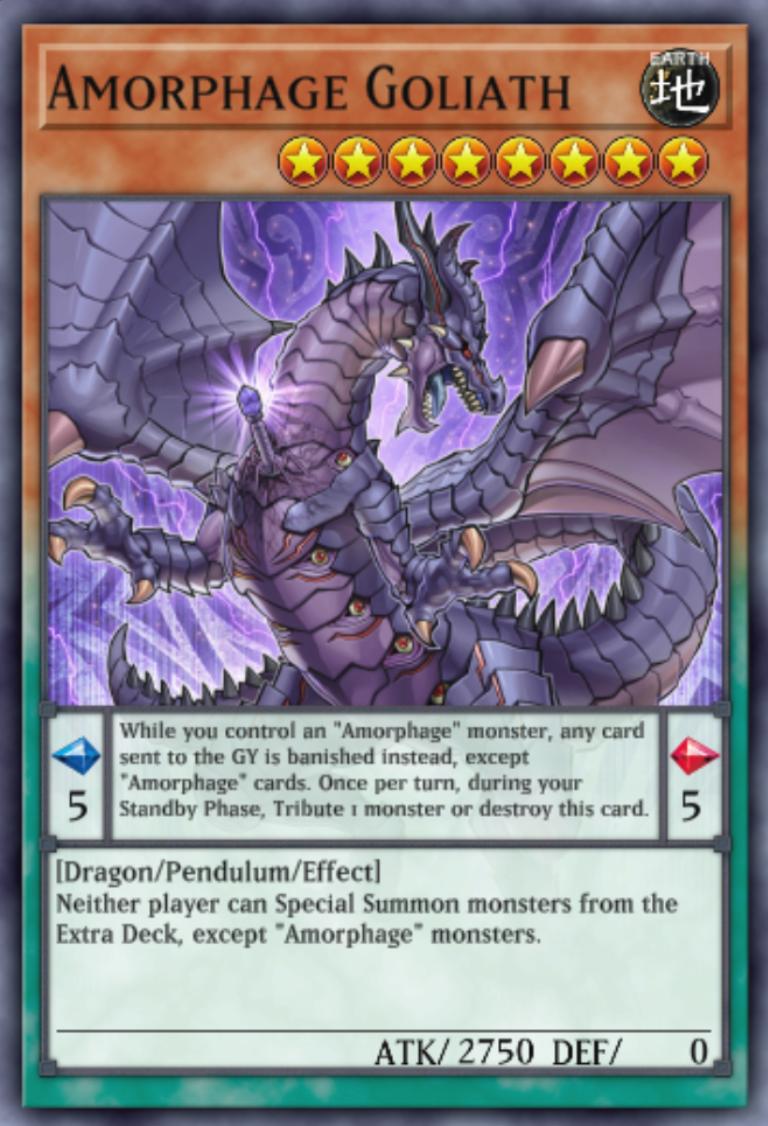 Amorphage Goliath
EARTH
地
While you control an "Amorphage" monster, any card
sent to the GY is banished instead, except
"Amorphage" cards. Once per turn, during your
Standby Phase, Tribute 1 monster or destroy this card.
5
5
[Dragon/Pendulum/Effect]
Neither player can Special Summon monsters from the
Extra Deck, except "Amorphage" monsters.
ATK/ 2750 DEF/ 0